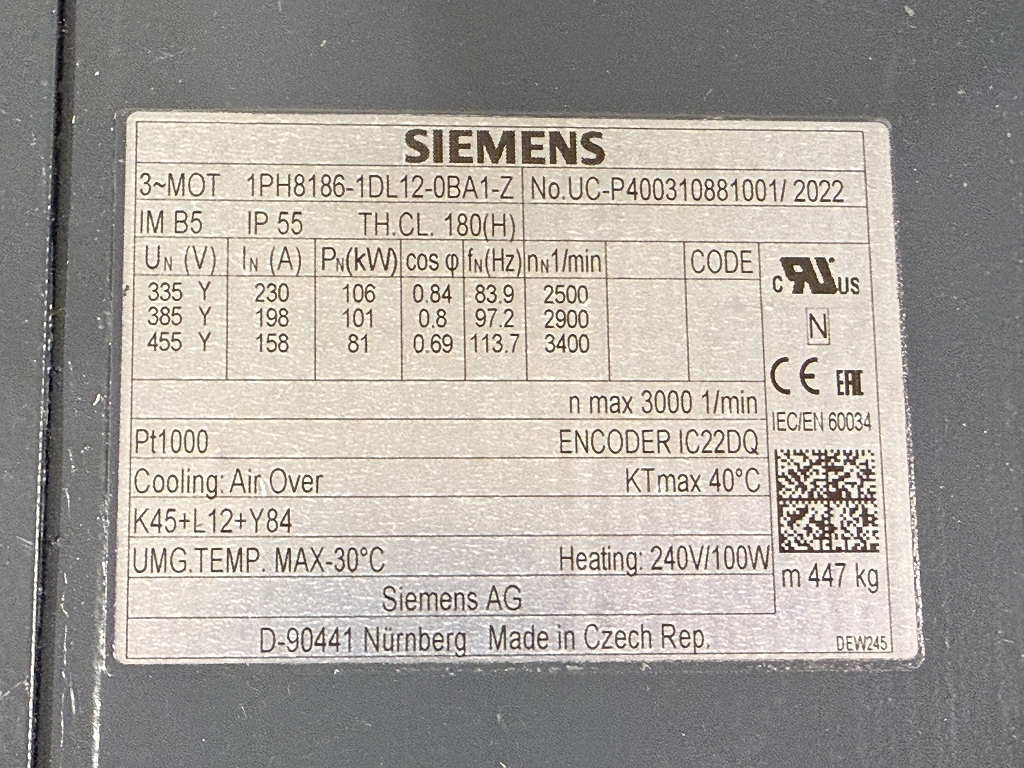 SIEMENS
3~MOT 1PH8186-1DL12-0BA1-Z No.UC-P400310881001/ 2022
IM B5 IP 55 TH.CL. 180(H)
UN (V) IN (A) PN(kW) cos φ fN(Hz) nN1/min CODE
335 Y 230 106 0.84 83.9 2500
385 Y 198 101 0.8 97.2 2900
455 Y 158 81 0.69 113.7 3400
c RU US
N
CE EAC
n max 3000 1/min
IEC/EN 60034
Pt1000 ENCODER IC22DQ
Cooling: Air Over KTmax 40°C
K45+L12+Y84
UMG.TEMP. MAX-30°C Heating: 240V/100W
m 447 kg
Siemens AG
D-90441 Nürnberg Made in Czech Rep.
DEW245